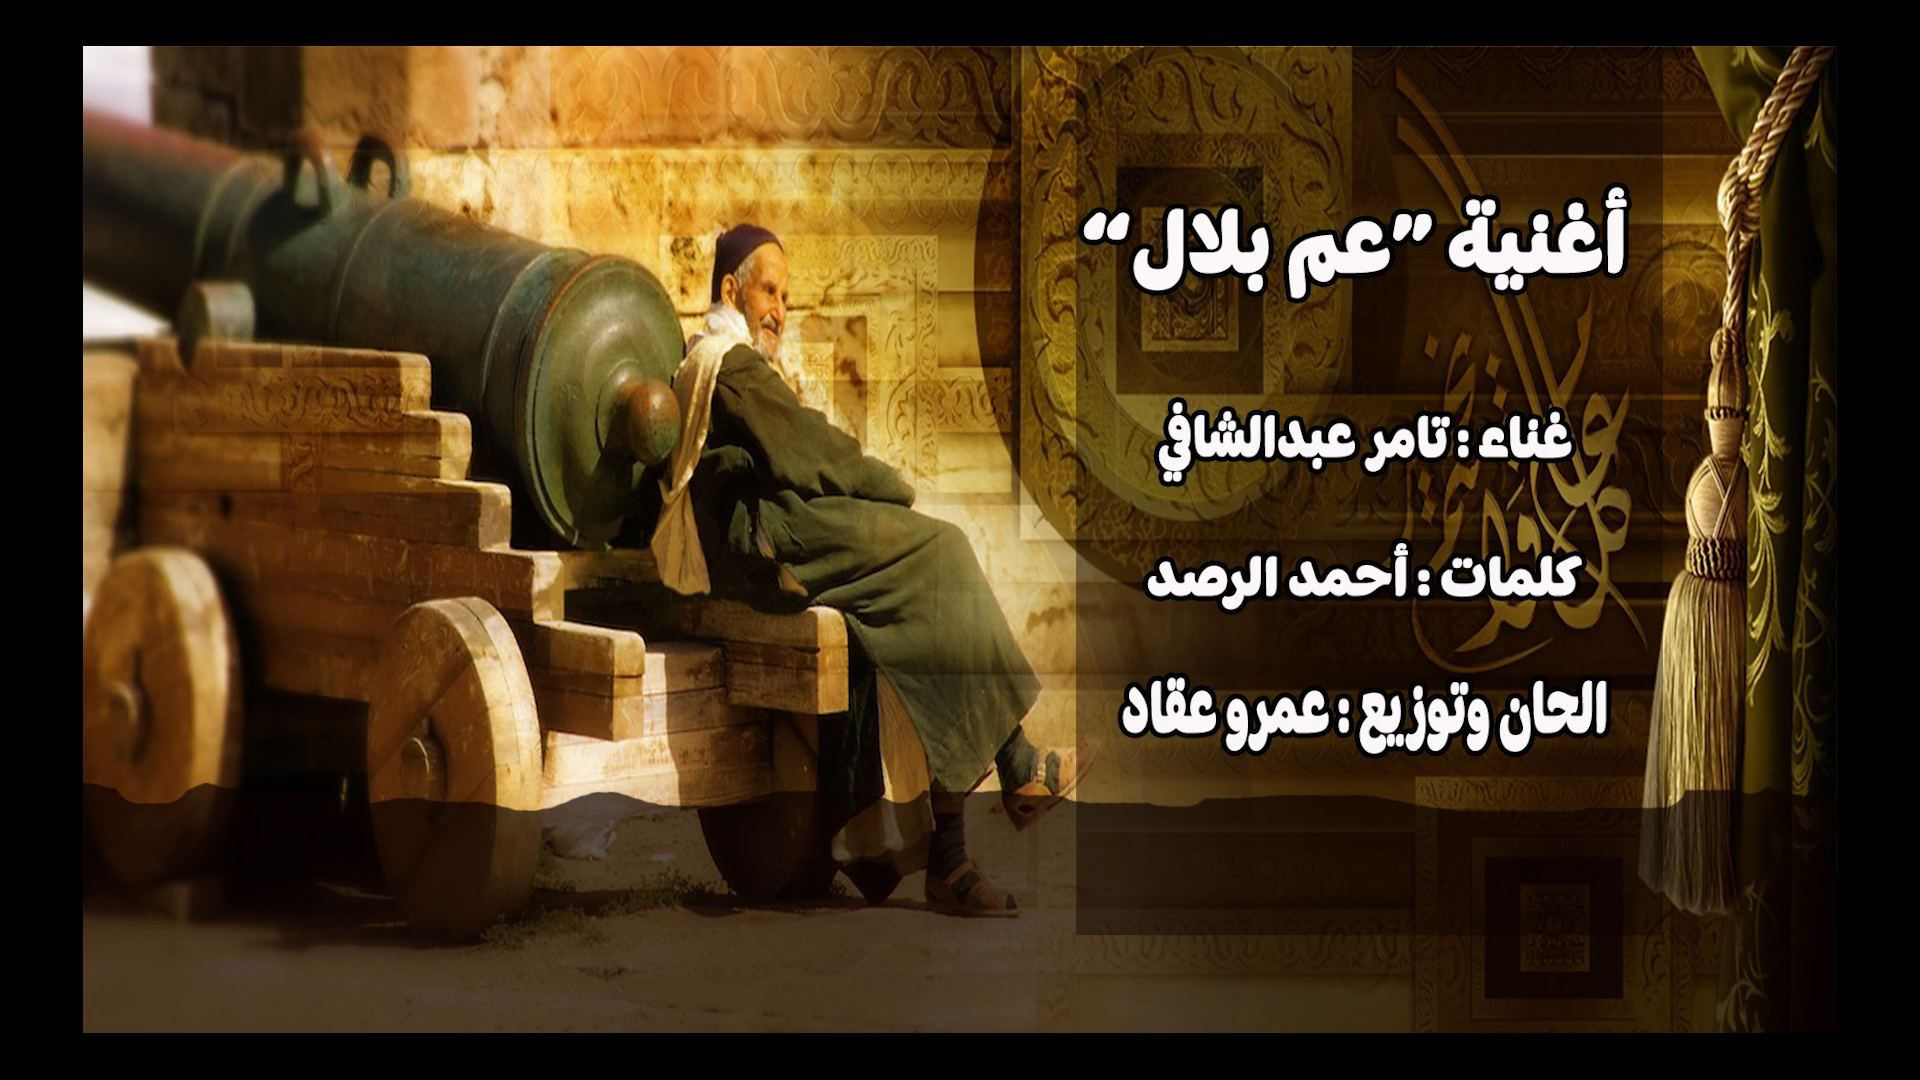 أغنية ”عم بلال“
غناء : تامر عبدالشافي
كلمات : أحمد الرصد
الحان وتوزيع : عمرو عقاد